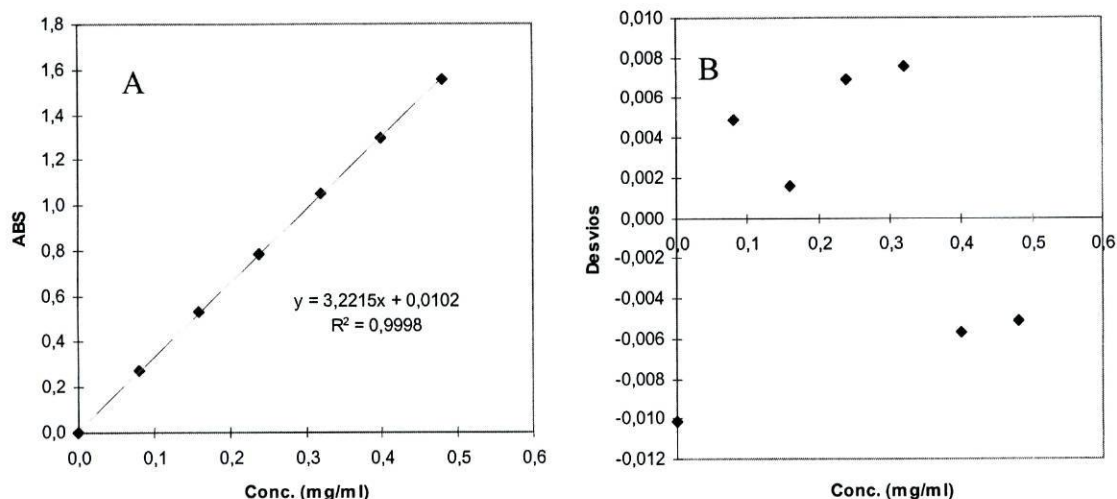 A
1,8
1,6
1,4
1,2
1,0
0,8
0,6
0,4
0,2
0,0
ABS
y = 3,2215x + 0,0102
R² = 0,9998
0,0 0,1 0,2 0,3 0,4 0,5 0,6
Conc. (mg/ml)
B
0,010
0,008
0,006
0,004
0,002
0,000
-0,002
-0,004
-0,006
-0,008
-0,010
-0,012
Desvios
0,0 0,1 0,2 0,3 0,4 0,5 0,6
Conc. (mg/ml)